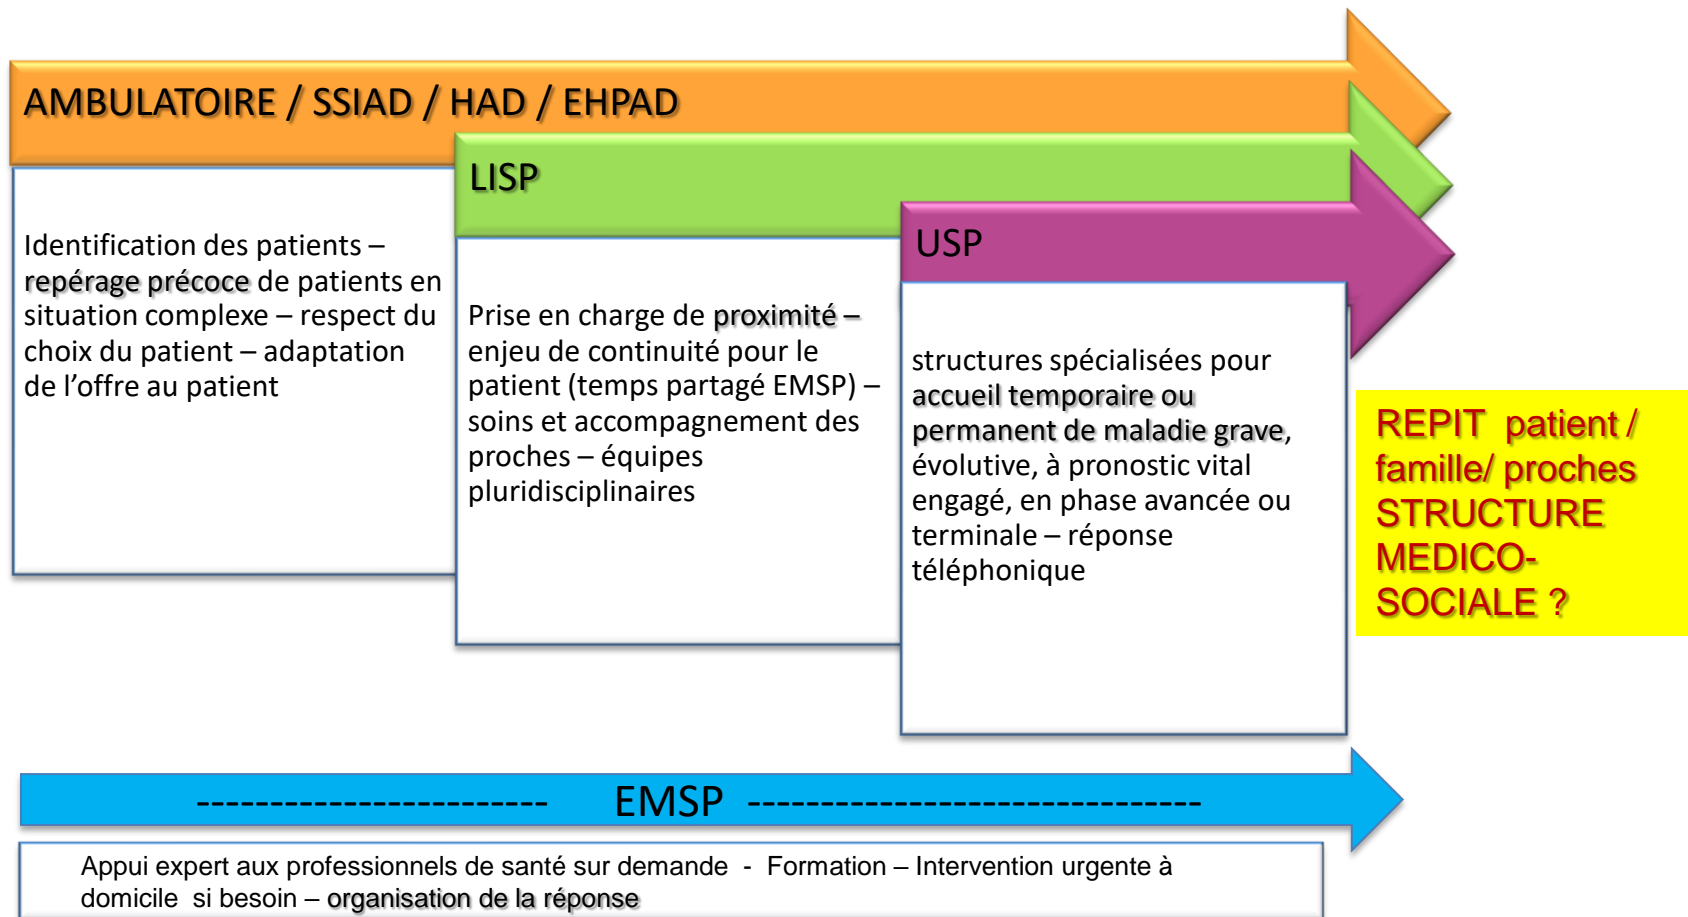 AMBULATOIRE / SSIAD / HAD / EHPAD
Identification des patients –
repérage précoce de patients en
situation complexe – respect du
choix du patient – adaptation
de l’offre au patient
LISP
Prise en charge de proximité –
enjeu de continuité pour le
patient (temps partagé EMSP) –
soins et accompagnement des
proches – équipes
pluridisciplinaires
USP
structures spécialisées pour
accueil temporaire ou
permanent de maladie grave,
évolutive, à pronostic vital
engagé, en phase avancée ou
terminale – réponse
téléphonique
REPIT patient /
famille/ proches
STRUCTURE
MEDICO-
SOCIALE ?
------------------------ EMSP -------------------------------
Appui expert aux professionnels de santé sur demande - Formation – Intervention urgente à
domicile si besoin – organisation de la réponse